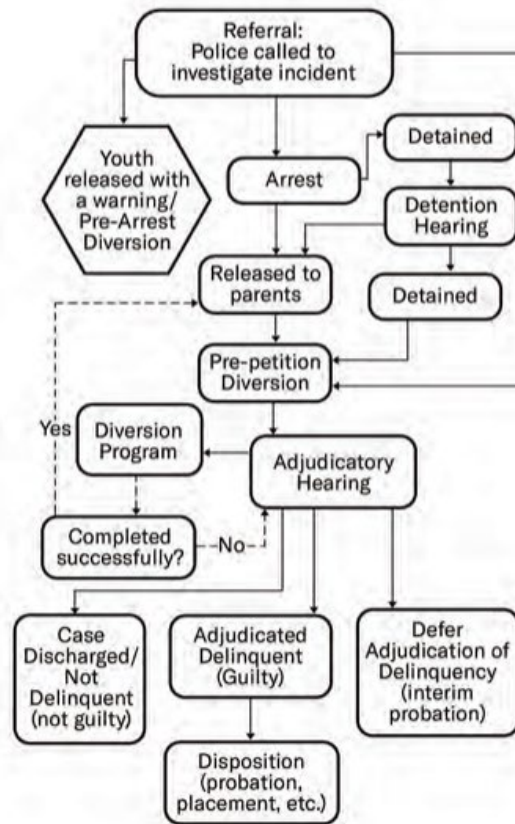 Referral:
Police called to
investigate incident
Youth
released with
a warning/
Pre-Arrest
Diversion
Arrest
Detained
Detention
Hearing
Released to
parents
Detained
Pre-petition
Diversion
Yes
Diversion
Program
Adjudicatory
Hearing
Completed
successfully?
No
Case
Discharged/
Not
Delinquent
(not guilty)
Adjudicated
Delinquent
(Guilty)
Defer
Adjudication of
Delinquency
(interim
probation)
Disposition
(probation,
placement, etc.)